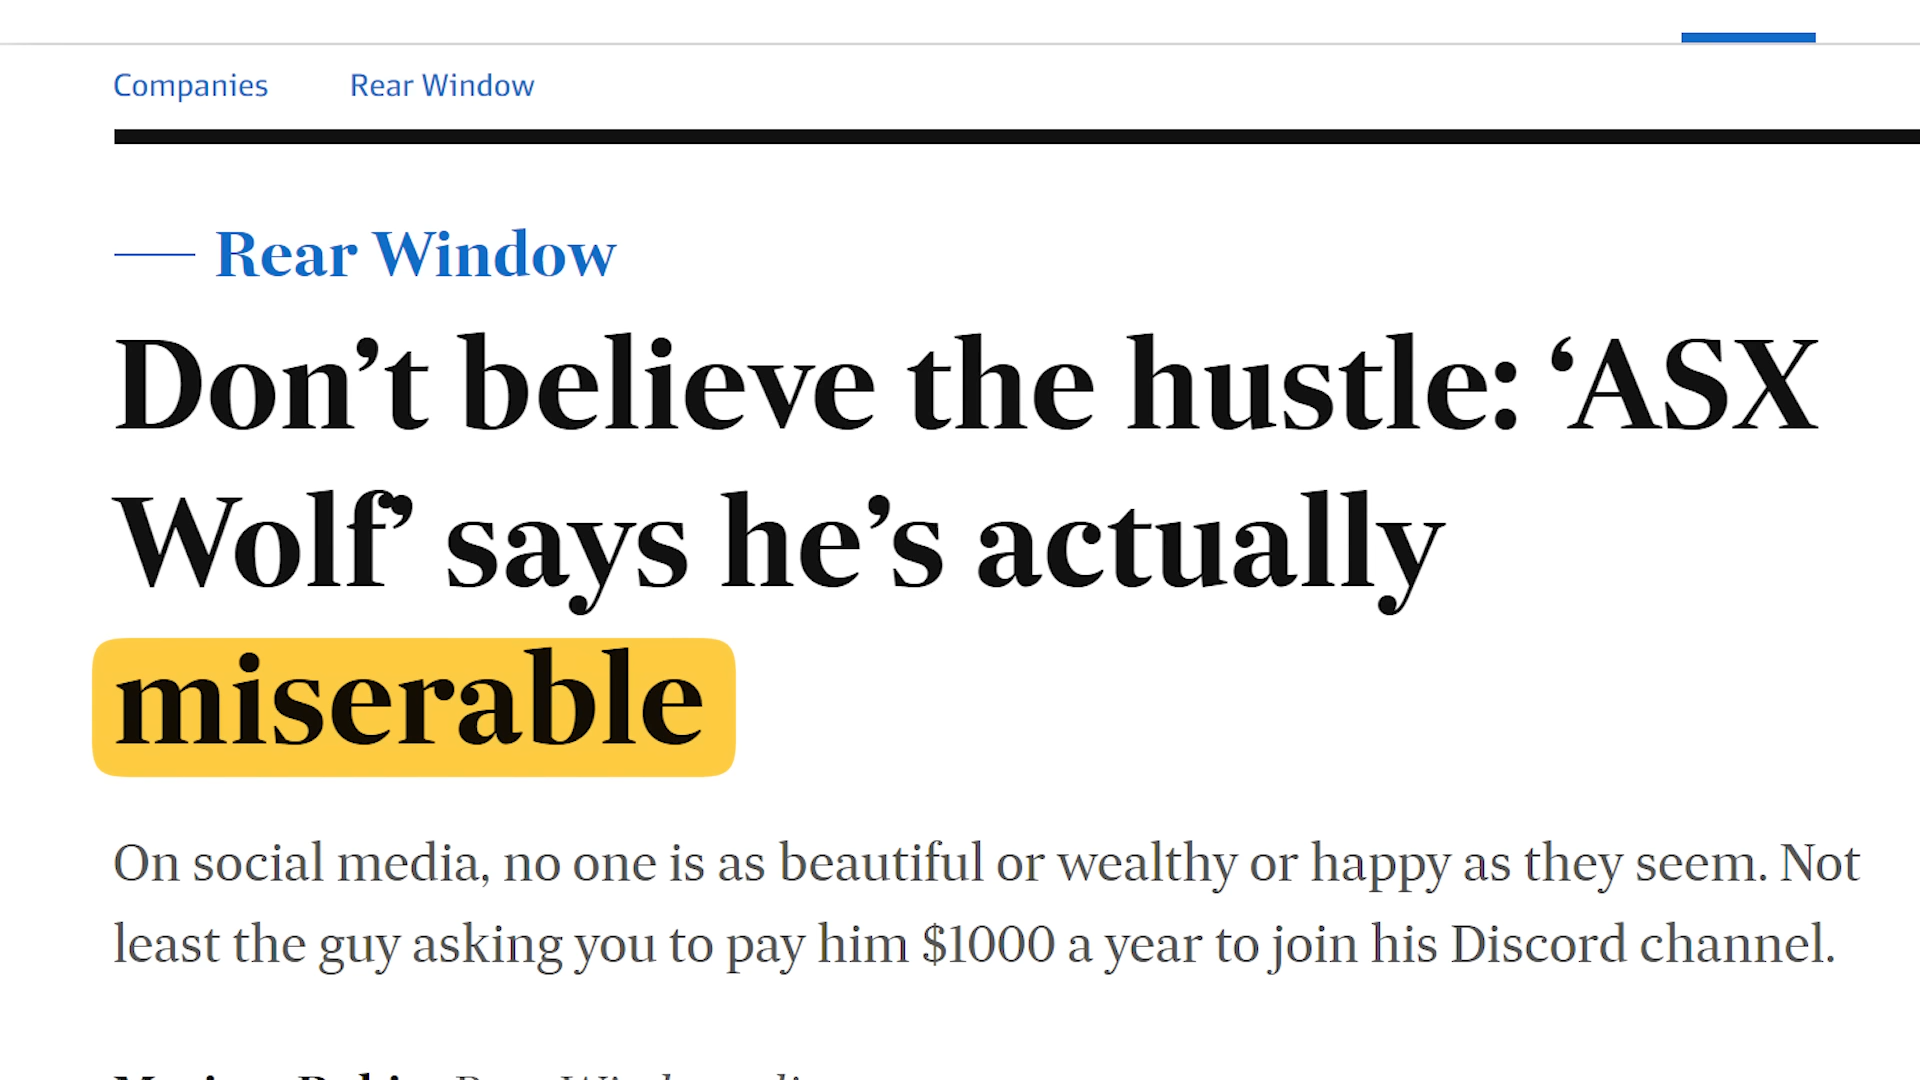 Companies Rear Window
Rear Window
Don’t believe the hustle: ‘ASX
Wolf’ says he’s actually
miserable
On social media, no one is as beautiful or wealthy or happy as they seem. Not
least the guy asking you to pay him $1000 a year to join his Discord channel.